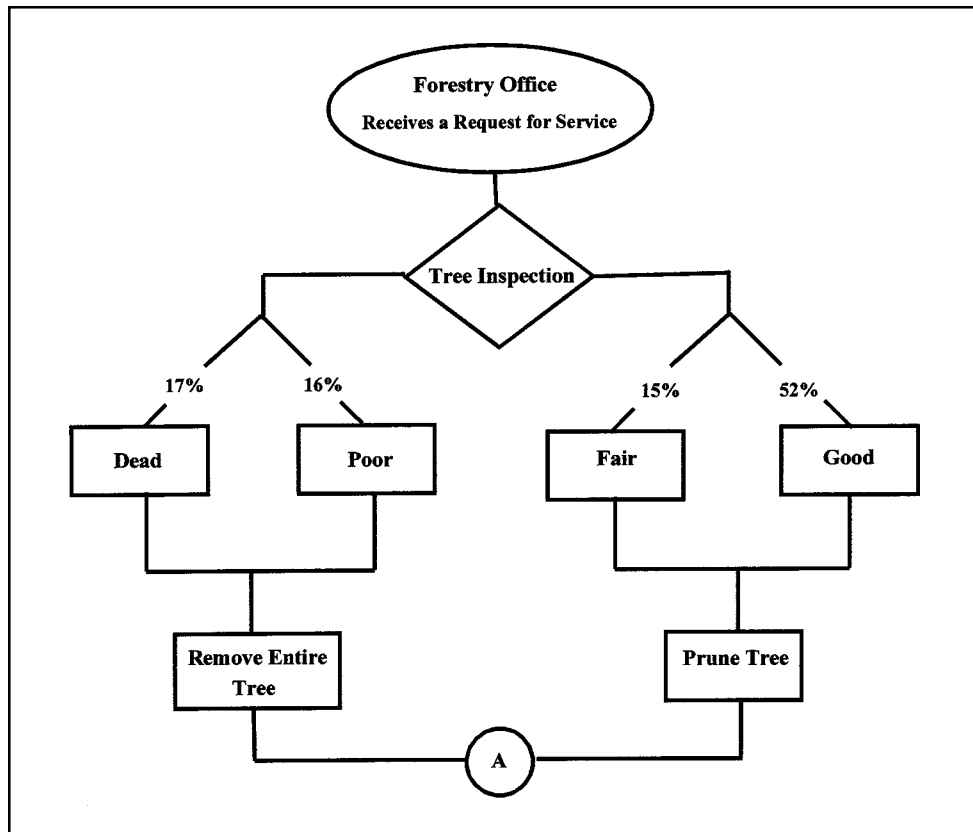 Forestry Office
Receives a Request for Service
Tree Inspection
17%
16%
15%
52%
Dead
Poor
Fair
Good
Remove Entire
Tree
Prune Tree
A